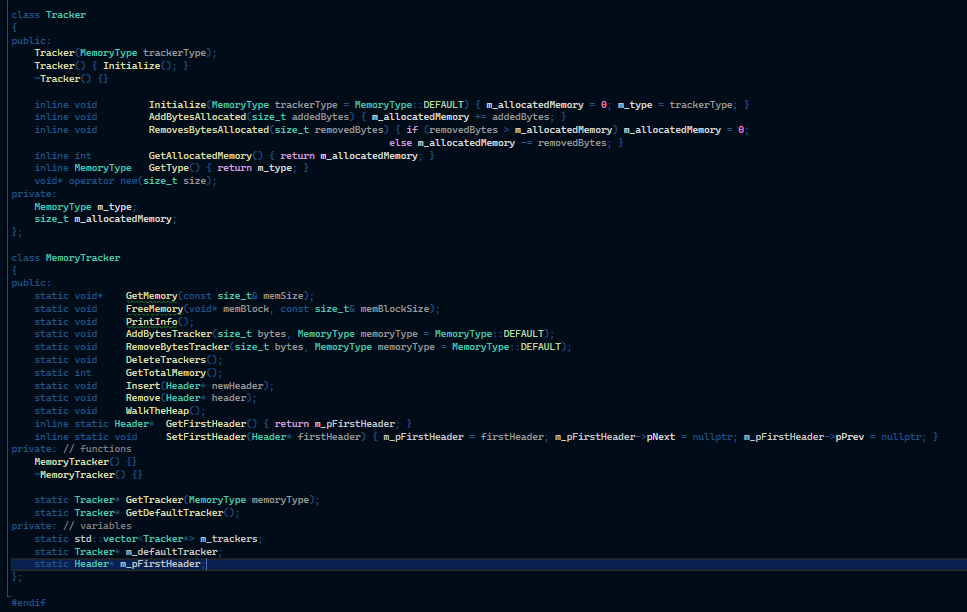 class Tracker
{
public:
    Tracker(MemoryType trackerType);
    Tracker() { Initialize(); }
    ~Tracker() {}

    inline void         Initialize(MemoryType trackerType = MemoryType::DEFAULT) { m_allocatedMemory = 0; m_type = trackerType; }
    inline void         AddBytesAllocated(size_t addedBytes) { m_allocatedMemory += addedBytes; }
    inline void         RemovesBytesAllocated(size_t removedBytes) { if (removedBytes > m_allocatedMemory) m_allocatedMemory = 0;
                                                                  else m_allocatedMemory -= removedBytes; }
    inline int          GetAllocatedMemory() { return m_allocatedMemory; }
    inline MemoryType   GetType() { return m_type; }
    void* operator new(size_t size);
private:
    MemoryType m_type;
    size_t m_allocatedMemory;
};

class MemoryTracker
{
public:
    static void*    GetMemory(const size_t& memSize);
    static void     FreeMemory(void* memBlock, const size_t& memBlockSize);
    static void     PrintInfo();
    static void     AddBytesTracker(size_t bytes, MemoryType memoryType = MemoryType::DEFAULT);
    static void     RemoveBytesTracker(size_t bytes, MemoryType memoryType = MemoryType::DEFAULT);
    static void     DeleteTrackers();
    static int      GetTotalMemory();
    static void     Insert(Header* newHeader);
    static void     Remove(Header* header);
    static void     WalkTheHeap();
    inline static Header*  GetFirstHeader() { return m_pFirstHeader; }
    inline static void     SetFirstHeader(Header* firstHeader) { m_pFirstHeader = firstHeader; m_pFirstHeader->pNext = nullptr; m_pFirstHeader->pPrev = nullptr; }
private: // functions
    MemoryTracker() {}
    ~MemoryTracker() {}

    static Tracker* GetTracker(MemoryType memoryType);
    static Tracker* GetDefaultTracker();
private: // variables
    static std::vector<Tracker*> m_trackers;
    static Tracker* m_defaultTracker;
    static Header* m_pFirstHeader;
};

#endif